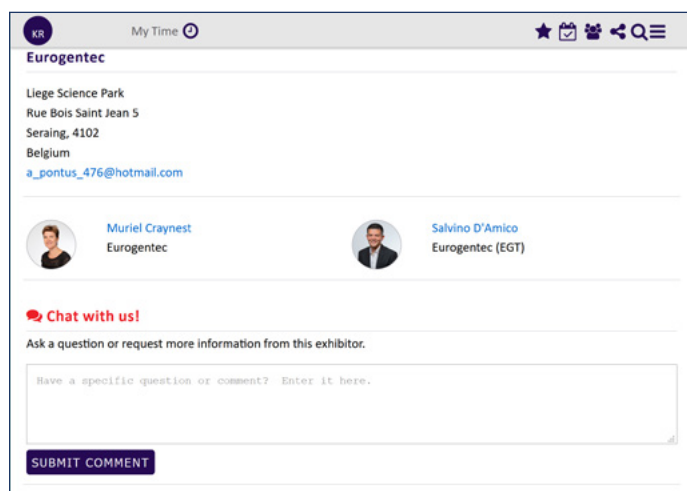 KR
My Time
Eurogentec
Liege Science Park
Rue Bois Saint Jean 5
Seraing, 4102
Belgium
a_pontus_476@hotmail.com
Muriel Craynest
Eurogentec
Salvino D'Amico
Eurogentec (EGT)
Chat with us!
Ask a question or request more information from this exhibitor.
Have a specific question or comment?  Enter it here.
SUBMIT COMMENT